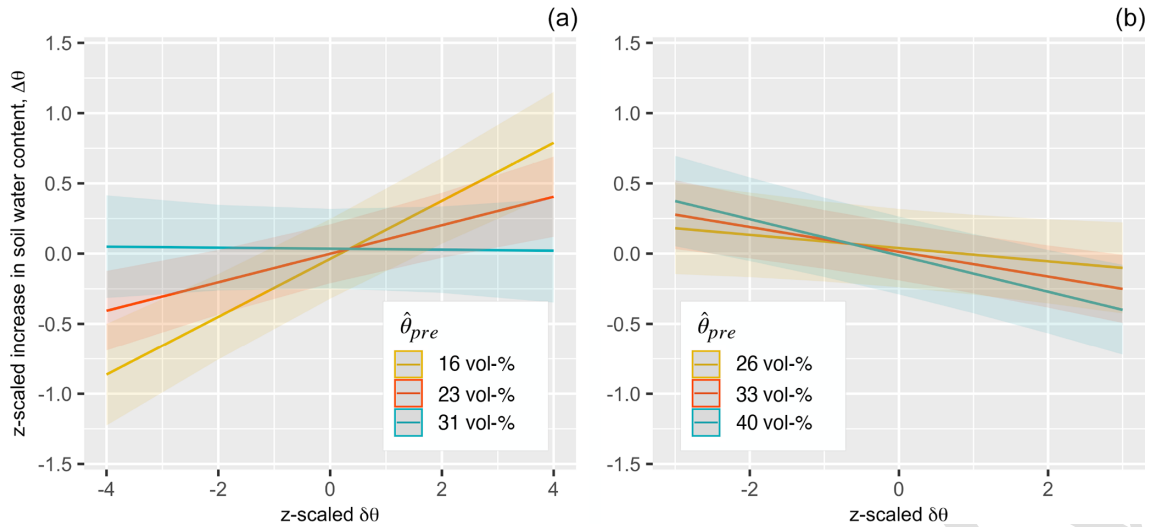 (a)
(b)
z-scaled increase in soil water content, Δθ
1.5
1.0
0.5
0.0
-0.5
-1.0
-1.5
-4
-2
0
2
4
z-scaled δθ
θ̂pre
16 vol-%
23 vol-%
31 vol-%
1.5
1.0
0.5
0.0
-0.5
-1.0
-1.5
-2
0
2
z-scaled δθ
θ̂pre
26 vol-%
33 vol-%
40 vol-%